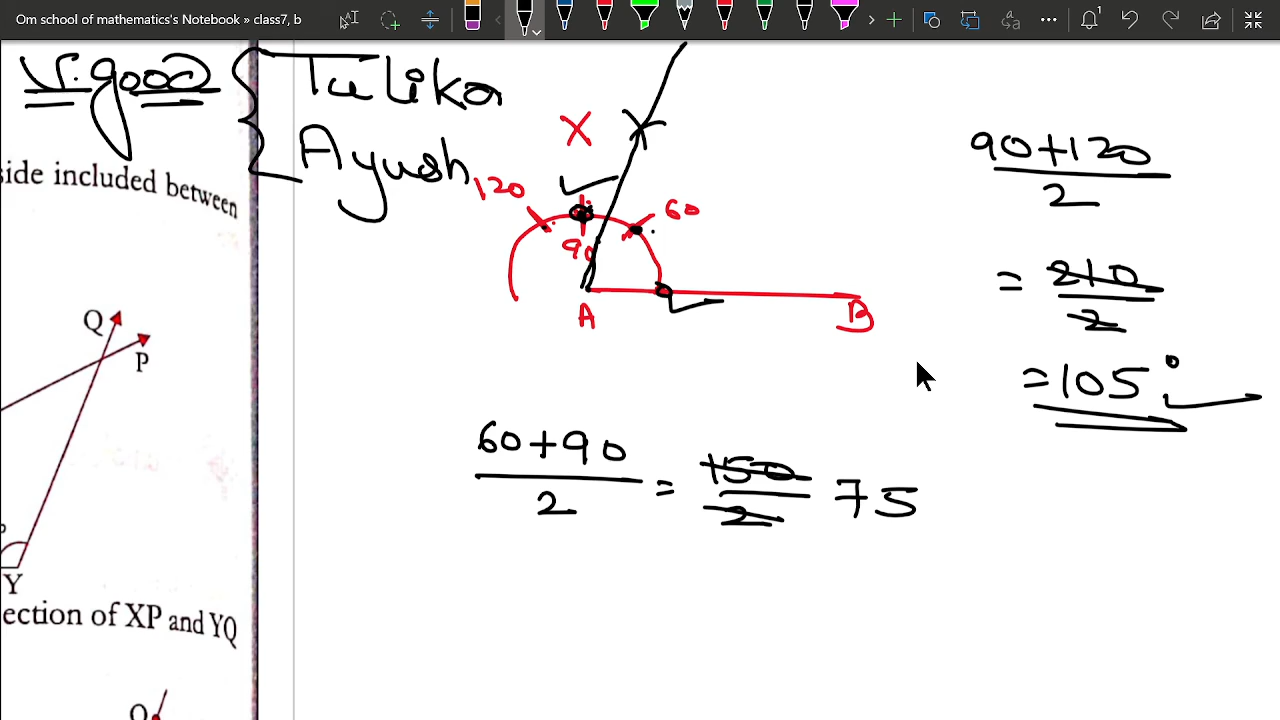 Om school of mathematics's Notebook » class7, b
V.good
Tulika
Ayush
side included between
Q
P
Y
ection of XP and YQ
Q
X
120
90
60
A
B
90+120
2
= 210
2
= 105°
60+90
2
= 150
2
75